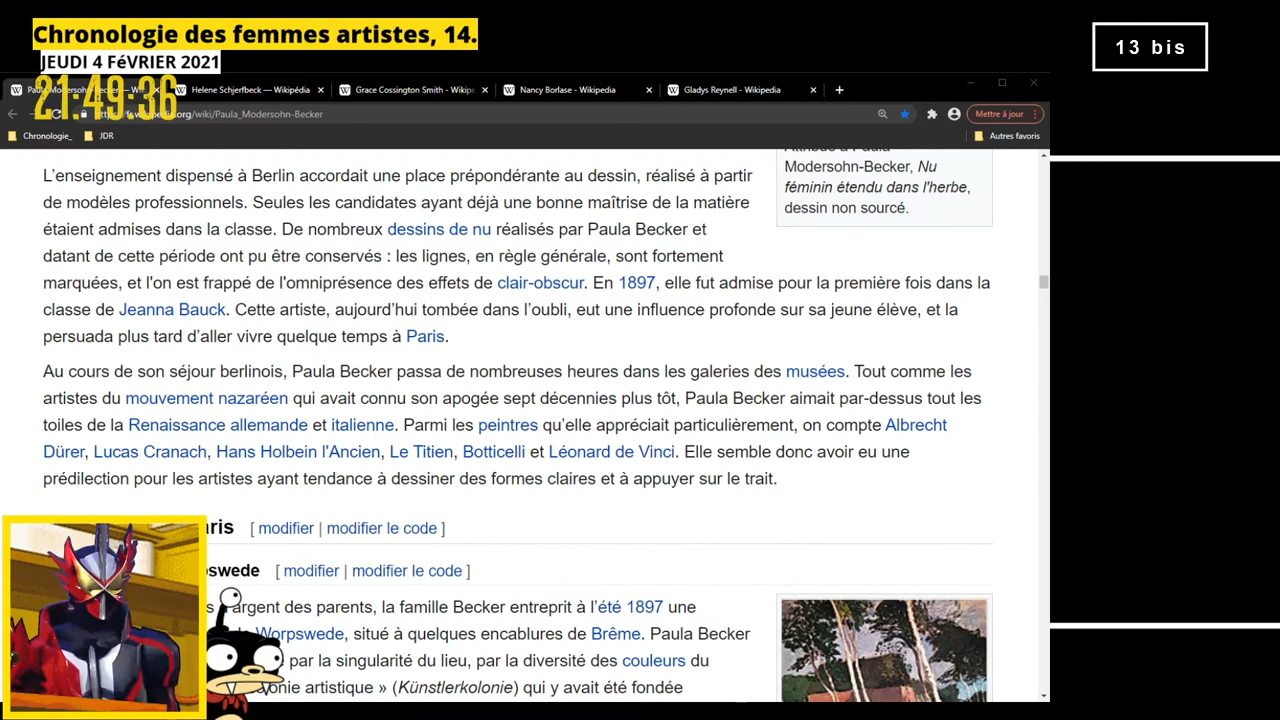 Chronologie des femmes artistes, 14.
JEUDI 4 FéVRIER 2021
21:49:36
13 bis
Helene Schjerfbeck — Wikipédia
Grace Cossington Smith - Wikipe
Nancy Borlase - Wikipedia
Gladys Reynell - Wikipedia
.org/wiki/Paula_Modersohn-Becker
Mettre à jour
Chronologie_
JDR
Autres favoris
Modersohn-Becker, Nu
féminin étendu dans l'herbe,
dessin non sourcé.
L’enseignement dispensé à Berlin accordait une place prépondérante au dessin, réalisé à partir
de modèles professionnels. Seules les candidates ayant déjà une bonne maîtrise de la matière
étaient admises dans la classe. De nombreux dessins de nu réalisés par Paula Becker et
datant de cette période ont pu être conservés : les lignes, en règle générale, sont fortement
marquées, et l'on est frappé de l'omniprésence des effets de clair-obscur. En 1897, elle fut admise pour la première fois dans la
classe de Jeanna Bauck. Cette artiste, aujourd’hui tombée dans l’oubli, eut une influence profonde sur sa jeune élève, et la
persuada plus tard d’aller vivre quelque temps à Paris.
Au cours de son séjour berlinois, Paula Becker passa de nombreuses heures dans les galeries des musées. Tout comme les
artistes du mouvement nazaréen qui avait connu son apogée sept décennies plus tôt, Paula Becker aimait par-dessus tout les
toiles de la Renaissance allemande et italienne. Parmi les peintres qu’elle appréciait particulièrement, on compte Albrecht
Dürer, Lucas Cranach, Hans Holbein l'Ancien, Le Titien, Botticelli et Léonard de Vinci. Elle semble donc avoir eu une
prédilection pour les artistes ayant tendance à dessiner des formes claires et à appuyer sur le trait.
aris [ modifier | modifier le code ]
pswede [ modifier | modifier le code ]
argent des parents, la famille Becker entreprit à l’été 1897 une
Worpswede, situé à quelques encablures de Brême. Paula Becker
par la singularité du lieu, par la diversité des couleurs du
onie artistique » (Künstlerkolonie) qui y avait été fondée